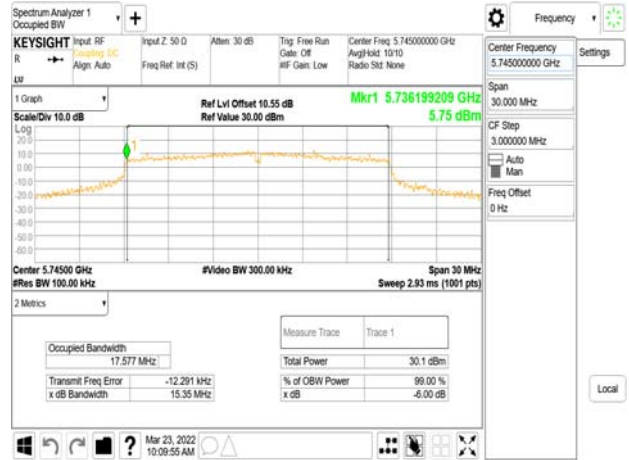 Spectrum Analyzer 1
Occupied BW
Frequency
KEYSIGHT
R
Input: RF
Coupling: DC
Align: Auto
Input Z: 50 Ω
Freq Ref: Int (S)
Atten: 30 dB
Trig: Free Run
Gate: Off
#IF Gain: Low
Center Freq: 5.745000000 GHz
Avg|Hold: 10/10
Radio Std: None
Center Frequency
5.745000000 GHz
Settings
Span
30.000 MHz
CF Step
3.000000 MHz
Auto
Man
Freq Offset
0 Hz
Local
1 Graph
Scale/Div 10.0 dB
Ref Lvl Offset 10.55 dB
Ref Value 30.00 dBm
Mkr1 5.736199209 GHz
5.75 dBm
Log
20.0
10.0
0.00
-10.0
-20.0
-30.0
-40.0
-50.0
-60.0
1
Center 5.74500 GHz
#Res BW 100.00 kHz
#Video BW 300.00 kHz
Span 30 MHz
Sweep 2.93 ms (1001 pts)
2 Metrics
Measure Trace
Trace 1
Occupied Bandwidth
17.577 MHz
Total Power
30.1 dBm
Transmit Freq Error
-12.291 kHz
% of OBW Power
99.00 %
x dB Bandwidth
15.35 MHz
x dB
-6.00 dB
?
Mar 23, 2022
10:09:55 AM